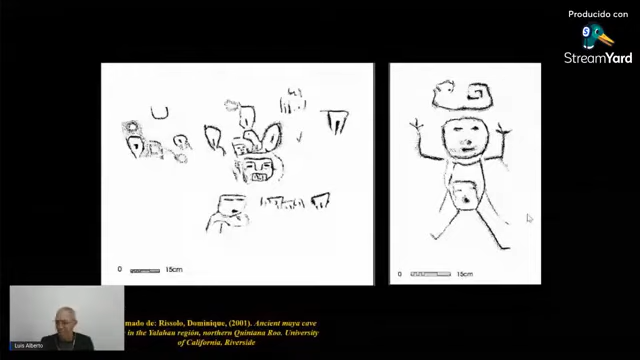 Producido con
StreamYard
0 15cm
0 15cm
mado de: Rissolo, Dominique, (2001). Ancient maya cave
in the Yalahau región, northern Quintana Roo. University
of California. Riverside
Luis Alberto